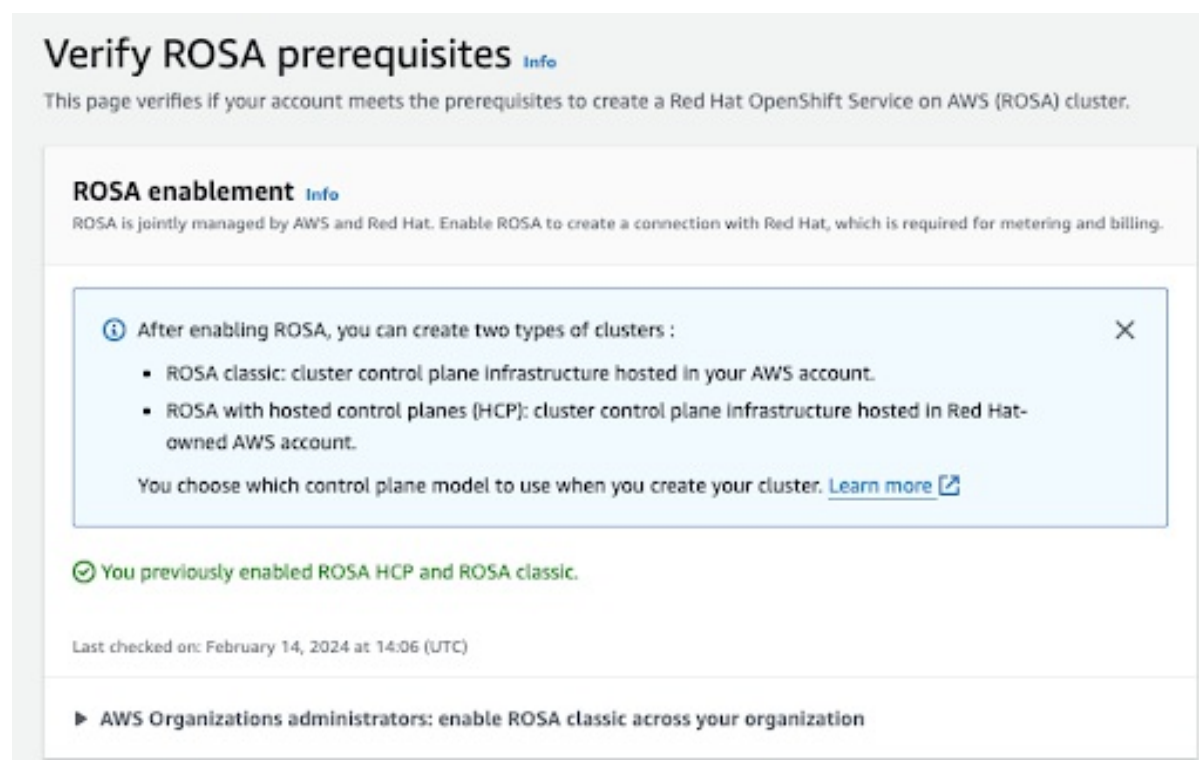 Verify ROSA prerequisites Info
This page verifies if your account meets the prerequisites to create a Red Hat OpenShift Service on AWS (ROSA) cluster.
ROSA enablement Info
ROSA is jointly managed by AWS and Red Hat. Enable ROSA to create a connection with Red Hat, which is required for metering and billing.
After enabling ROSA, you can create two types of clusters :
▪ ROSA classic: cluster control plane infrastructure hosted in your AWS account.
▪ ROSA with hosted control planes (HCP): cluster control plane infrastructure hosted in Red Hat-
owned AWS account.
You choose which control plane model to use when you create your cluster. Learn more
You previously enabled ROSA HCP and ROSA classic.
Last checked on: February 14, 2024 at 14:06 (UTC)
AWS Organizations administrators: enable ROSA classic across your organization